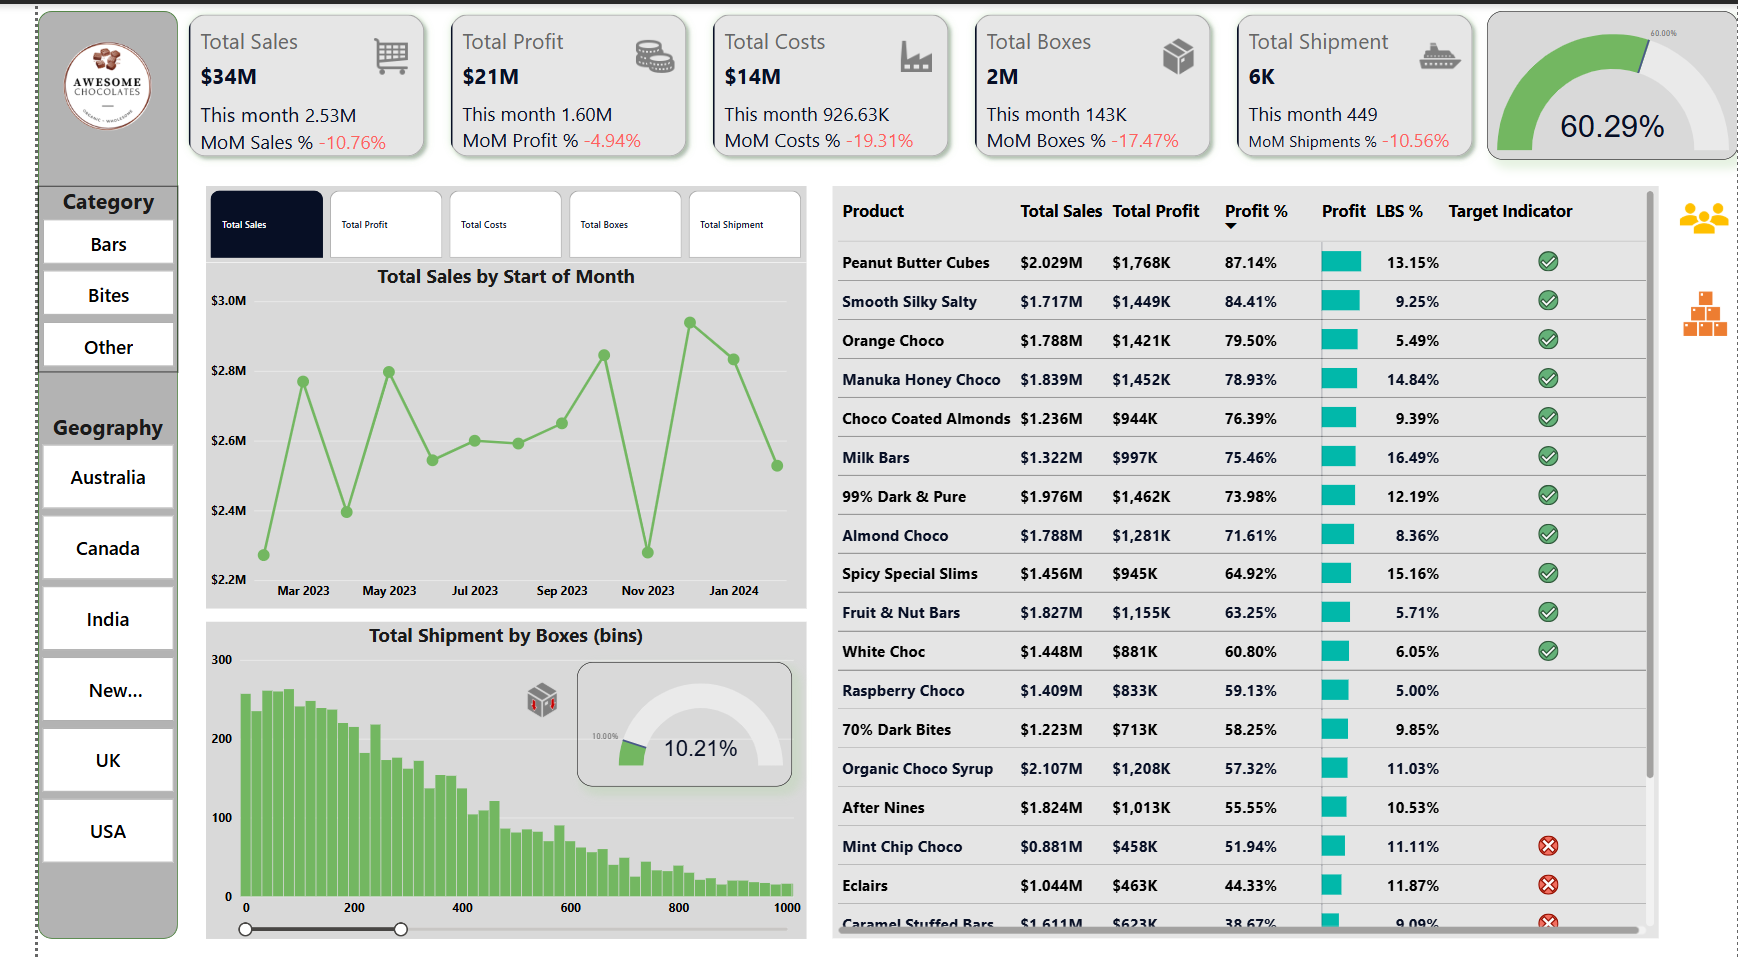 AWESOME
CHOCOLATES
ORGANIC • WHOLESOME
Category
Bars
Bites
Other
Geography
Australia
Canada
India
New...
UK
USA
Total Sales
$34M
This month 2.53M
MoM Sales % -10.76%
Total Profit
$21M
This month 1.60M
MoM Profit % -4.94%
Total Costs
$14M
This month 926.63K
MoM Costs % -19.31%
Total Boxes
2M
This month 143K
MoM Boxes % -17.47%
Total Shipment
6K
This month 449
MoM Shipments % -10.56%
60.00%
60.29%
Total Sales
Total Profit
Total Costs
Total Boxes
Total Shipment
Total Sales by Start of Month
$3.0M
$2.8M
$2.6M
$2.4M
$2.2M
Mar 2023 May 2023 Jul 2023 Sep 2023 Nov 2023 Jan 2024
Total Shipment by Boxes (bins)
300
200
100
0
0 200 400 600 800 1000
10.00%
10.21%
Product Total Sales Total Profit Profit % Profit LBS % Target Indicator
Peanut Butter Cubes $2.029M $1,768K 87.14% 13.15%
Smooth Silky Salty $1.717M $1,449K 84.41% 9.25%
Orange Choco $1.788M $1,421K 79.50% 5.49%
Manuka Honey Choco $1.839M $1,452K 78.93% 14.84%
Choco Coated Almonds $1.236M $944K 76.39% 9.39%
Milk Bars $1.322M $997K 75.46% 16.49%
99% Dark & Pure $1.976M $1,462K 73.98% 12.19%
Almond Choco $1.788M $1,281K 71.61% 8.36%
Spicy Special Slims $1.456M $945K 64.92% 15.16%
Fruit & Nut Bars $1.827M $1,155K 63.25% 5.71%
White Choc $1.448M $881K 60.80% 6.05%
Raspberry Choco $1.409M $833K 59.13% 5.00%
70% Dark Bites $1.223M $713K 58.25% 9.85%
Organic Choco Syrup $2.107M $1,208K 57.32% 11.03%
After Nines $1.824M $1,013K 55.55% 10.53%
Mint Chip Choco $0.881M $458K 51.94% 11.11%
Eclairs $1.044M $463K 44.33% 11.87%
Caramel Stuffed Bars $1.611M $623K 38.67% 9.09%